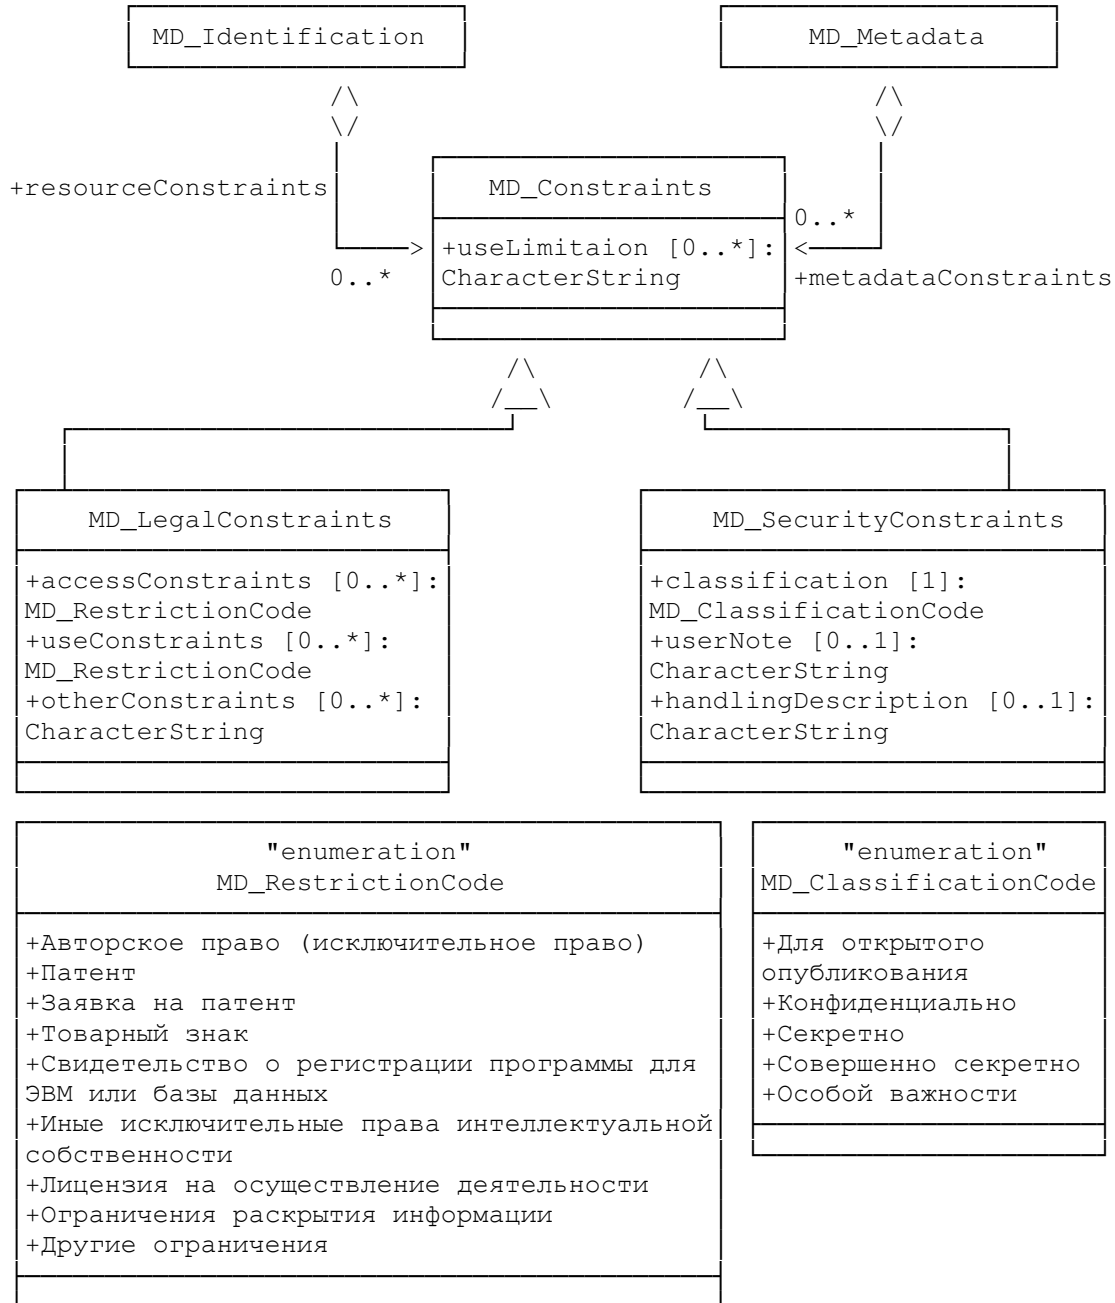 MD_Identification
MD_Metadata
+resourceConstraints
MD_Constraints
0..*
+useLimitaion [0..*]:
0..*
CharacterString
+metadataConstraints
MD_LegalConstraints
MD_SecurityConstraints
+accessConstraints [0..*]:
MD_RestrictionCode
+useConstraints [0..*]:
MD_RestrictionCode
+otherConstraints [0..*]:
CharacterString
+classification [1]:
MD_ClassificationCode
+userNote [0..1]:
CharacterString
+handlingDescription [0..1]:
CharacterString
"enumeration"
MD_RestrictionCode
+Авторское право (исключительное право)
+Патент
+Заявка на патент
+Товарный знак
+Свидетельство о регистрации программы для
ЭВМ или базы данных
+Иные исключительные права интеллектуальной
собственности
+Лицензия на осуществление деятельности
+Ограничения раскрытия информации
+Другие ограничения
"enumeration"
MD_ClassificationCode
+Для открытого
опубликования
+Конфиденциально
+Секретно
+Совершенно секретно
+Особой важности